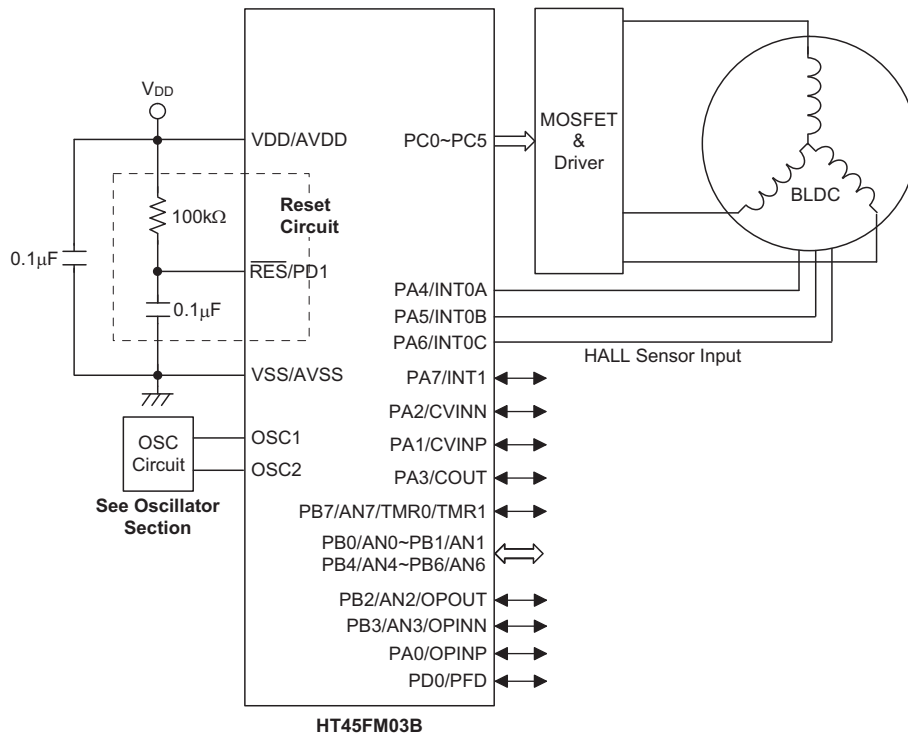 VDD
VDD/AVDD
100kΩ
Reset
Circuit
0.1μF
RES/PD1
0.1μF
VSS/AVSS
OSC
Circuit
OSC1
OSC2
See Oscillator
Section
PC0~PC5
MOSFET
&
Driver
BLDC
PA4/INT0A
PA5/INT0B
PA6/INT0C
HALL Sensor Input
PA7/INT1
PA2/CVINN
PA1/CVINP
PA3/COUT
PB7/AN7/TMR0/TMR1
PB0/AN0~PB1/AN1
PB4/AN4~PB6/AN6
PB2/AN2/OPOUT
PB3/AN3/OPINN
PA0/OPINP
PD0/PFD
HT45FM03B